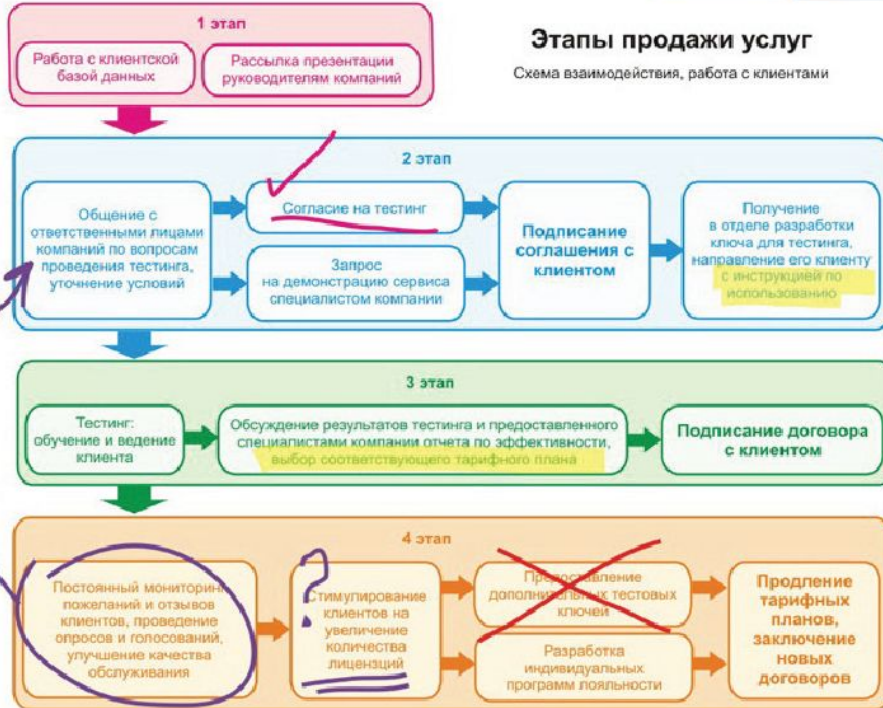 1 этап
Работа с клиентской
базой данных
Рассылка презентации
руководителям компаний
Этапы продажи услуг
Схема взаимодействия, работа с клиентами
2 этап
Общение с
ответственными лицами
компаний по вопросам
проведения тестинга,
уточнение условий
Согласие на тестинг
Запрос
на демонстрацию сервиса
специалистом компании
Подписание
соглашения с
клиентом
Получение
в отделе разработки
ключа для тестинга,
направление его клиенту
с инструкцией по
использованию
3 этап
Тестинг:
обучение и ведение
клиента
Обсуждение результатов тестинга и предоставленного
специалистами компании отчета по эффективности,
выбор соответствующего тарифного плана
Подписание договора
с клиентом
4 этап
Постоянный мониторинг
пожеланий и отзывов
клиентов, проведение
опросов и голосований,
улучшение качества
обслуживания
?
Стимулирование
клиентов на
увеличение
количества
лицензций
Предоставление
дополнительных тестовых
ключей
Разработка
индивидуальных
программ лояльности
Продление
тарифных
планов,
заключение
новых
договоров